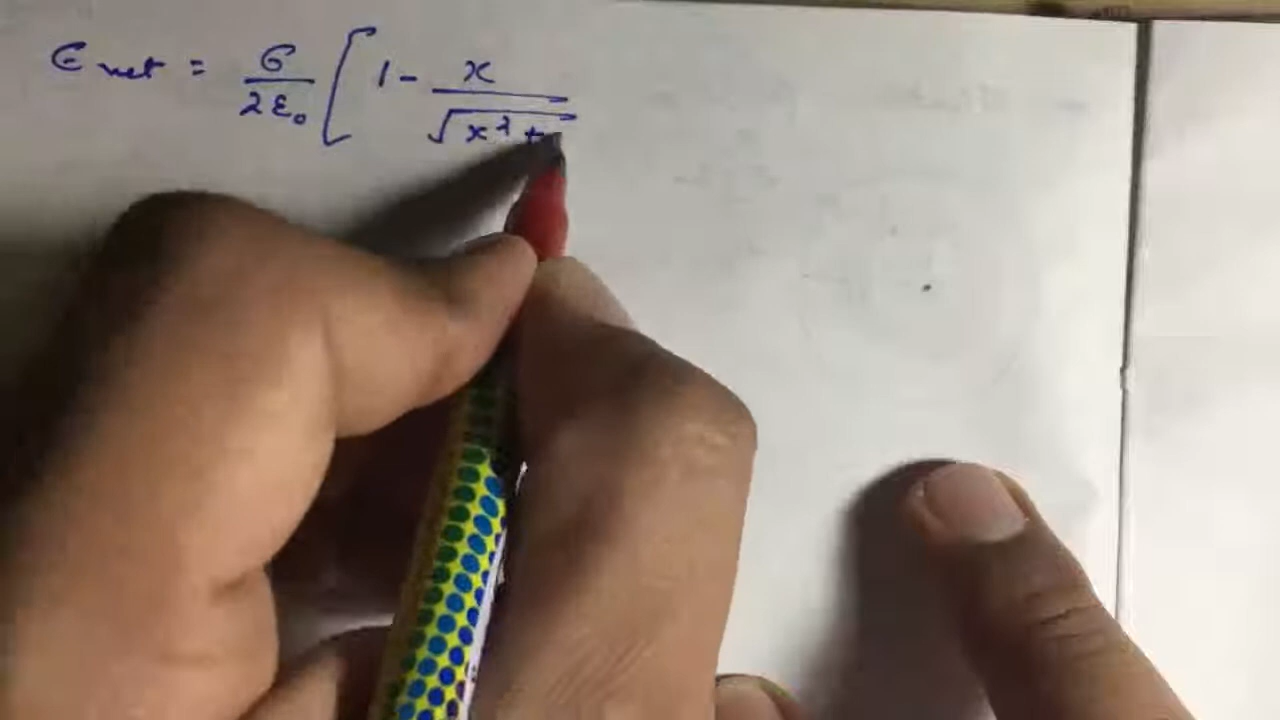 E net = σ/2ε₀ [ 1 - x/√x² +